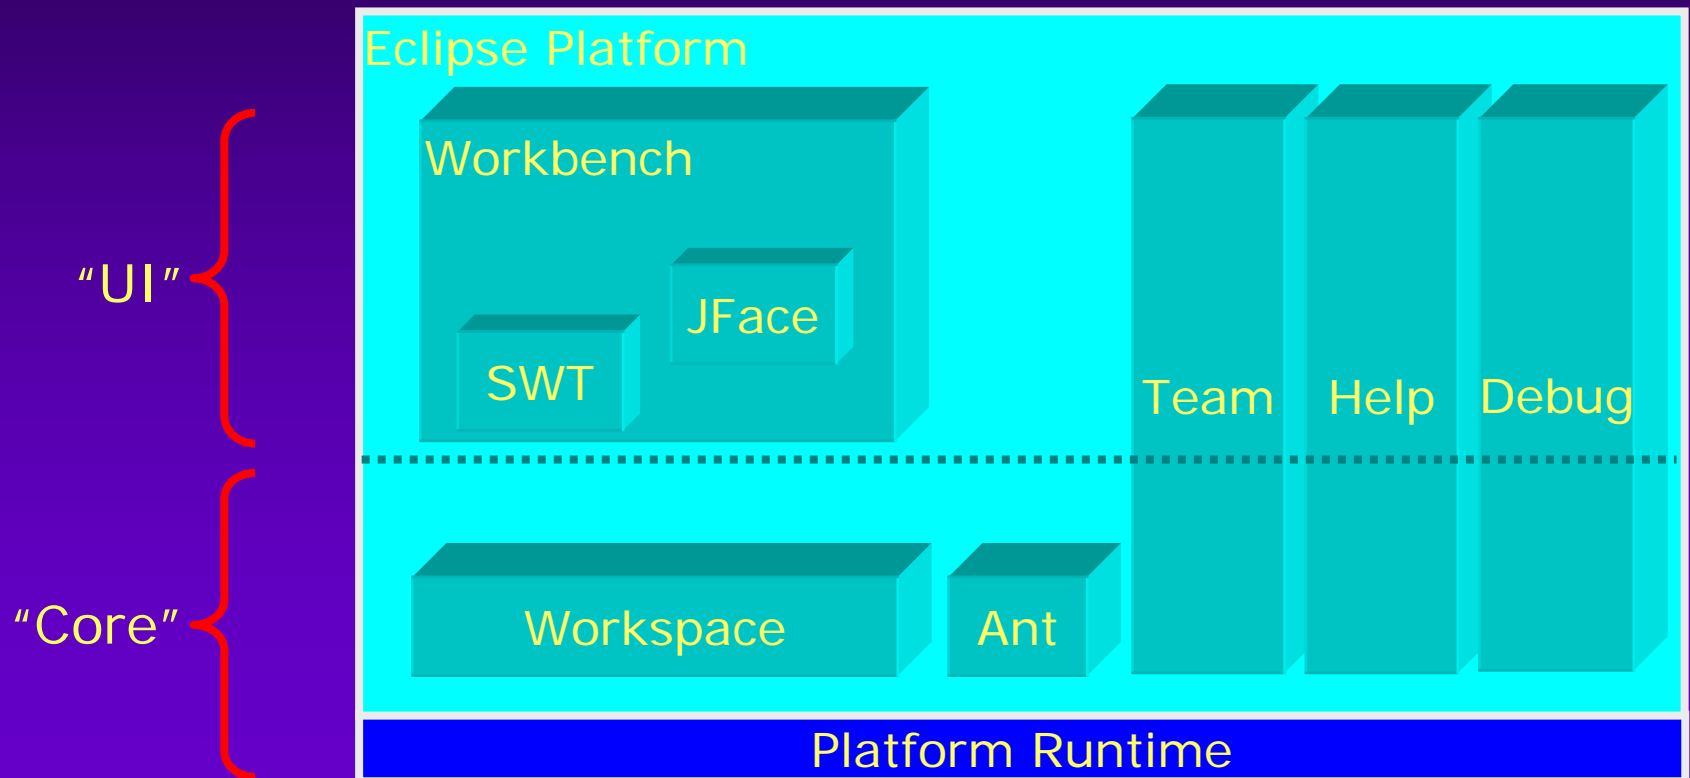 Eclipse Platform
Workbench
“UI”
JFace
SWT
Team
Help
Debug
“Core”
Workspace
Ant
Platform Runtime